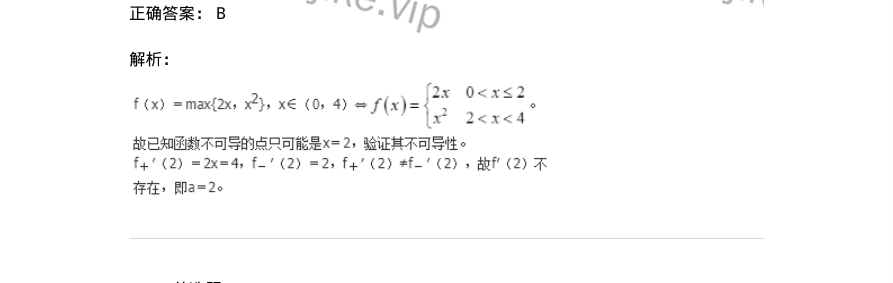 正确答案： B
解析：
f（x）=max{2x，x²}，x∈（0，4）⇔ f(x)={2x 0<x≤2
x² 2<x<4。
故已知函数不可导的点只可能是x=2，验证其不可导性。
f₊′（2）=2x=4，f₋′（2）=2，f₊′（2）≠f₋′（2），故f′（2）不
存在，即a=2。